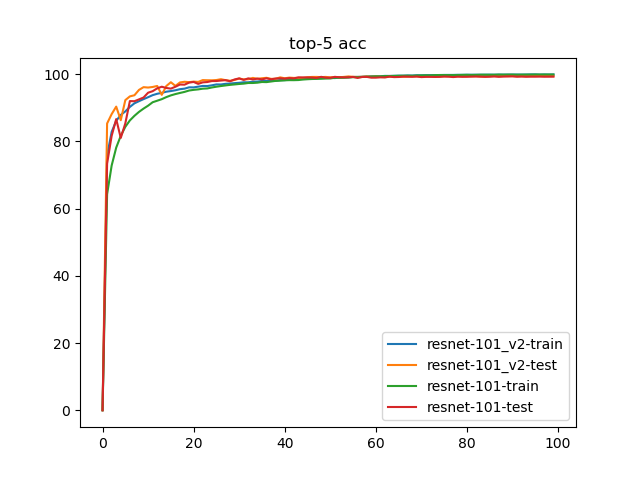 top-5 acc
100
80
60
40
20
0
0 20 40 60 80 100
resnet-101_v2-train
resnet-101_v2-test
resnet-101-train
resnet-101-test